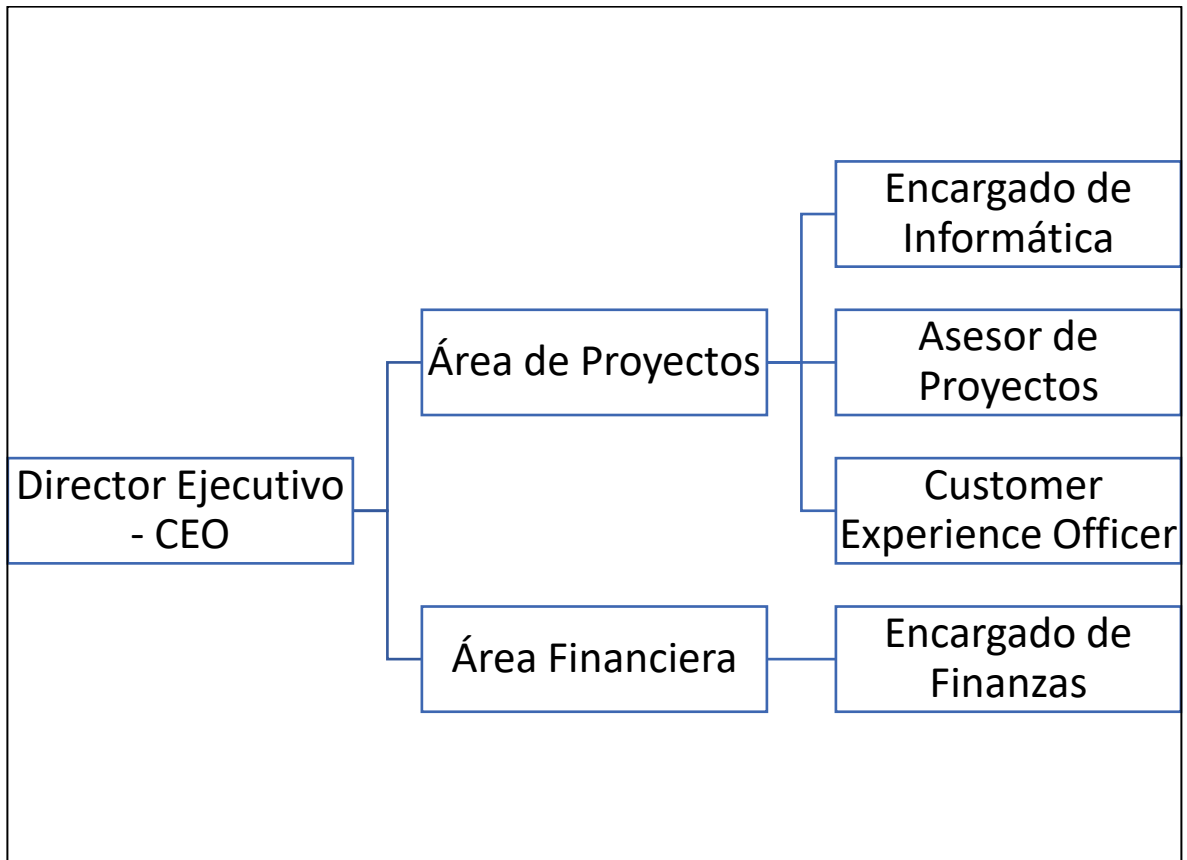 Director Ejecutivo
- CEO
Área de Proyectos
Encargado de
Informática
Asesor de
Proyectos
Customer
Experience Officer
Área Financiera
Encargado de
Finanzas